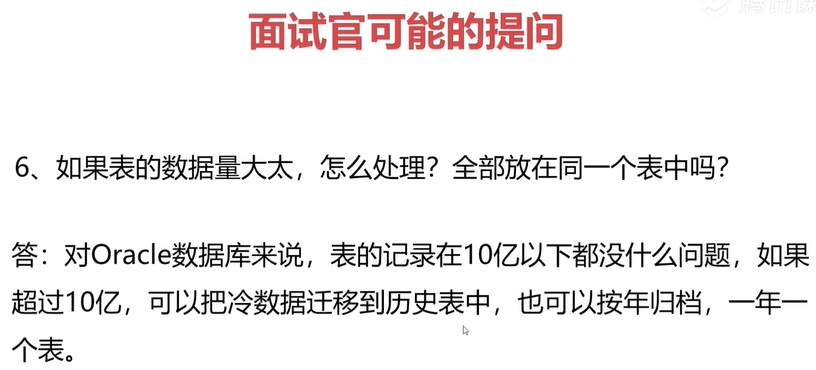 面试官可能的提问
6、如果表的数据量大太，怎么处理？全部放在同一个表中吗？
答：对Oracle数据库来说，表的记录在10亿以下都没什么问题，如果
超过10亿，可以把冷数据迁移到历史表中，也可以按年归档，一年一
个表。